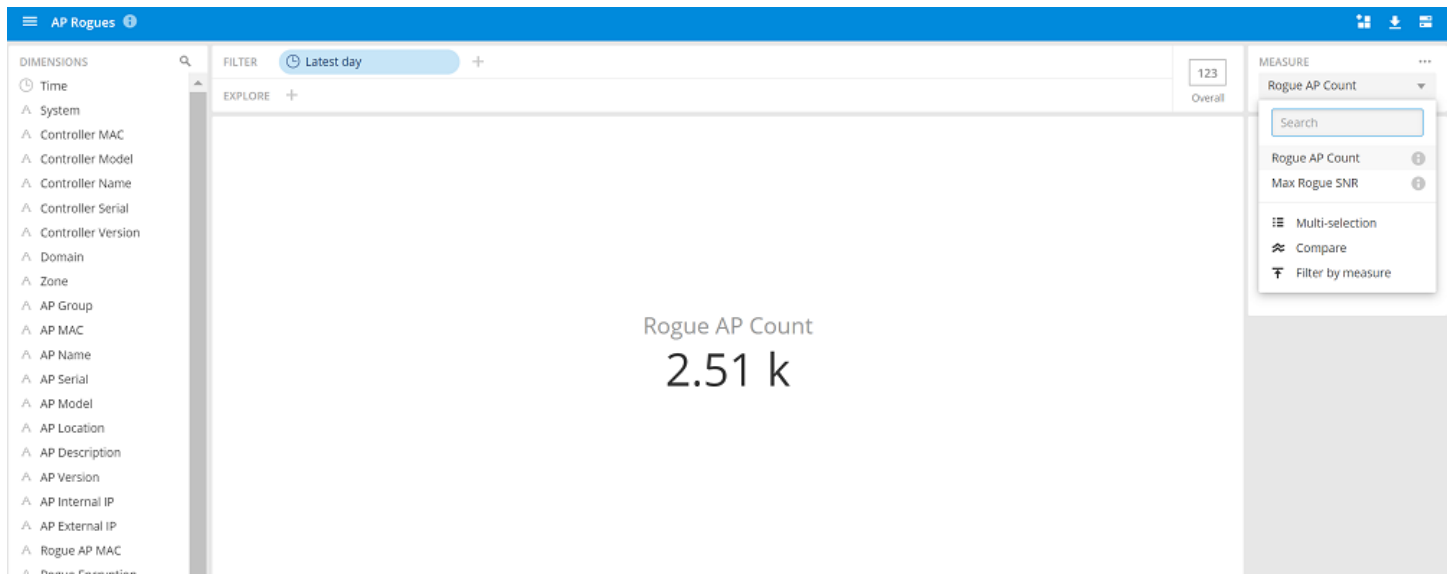 AP Rogues
DIMENSIONS
Time
System
Controller MAC
Controller Model
Controller Name
Controller Serial
Controller Version
Domain
Zone
AP Group
AP MAC
AP Name
AP Serial
AP Model
AP Location
AP Description
AP Version
AP Internal IP
AP External IP
Rogue AP MAC
Rogue Encryption
FILTER Latest day
EXPLORE
123
Overall
Rogue AP Count
2.51 k
MEASURE
Rogue AP Count
Search
Rogue AP Count
Max Rogue SNR
Multi-selection
Compare
Filter by measure